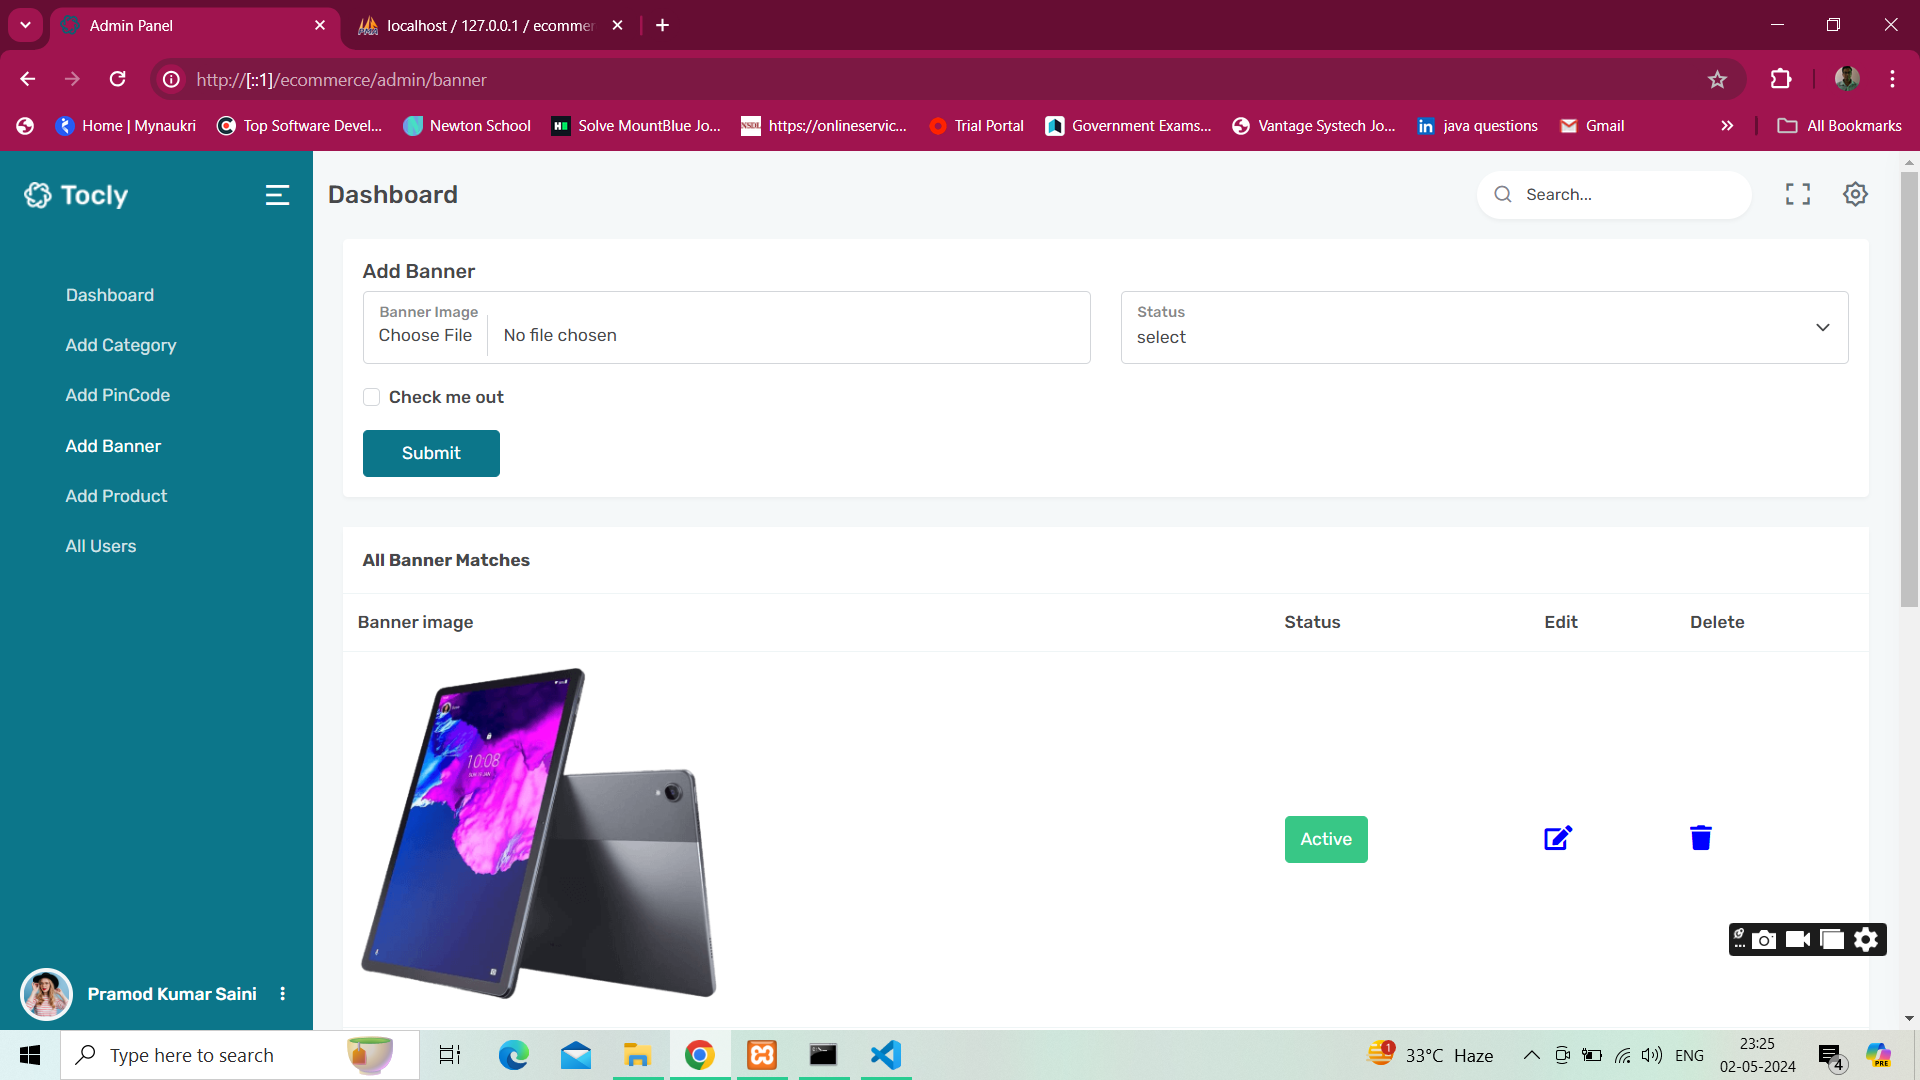 Admin Panel
localhost / 127.0.0.1 / ecommer
http://[::1]/ecommerce/admin/banner
Home | Mynaukri
Top Software Devel...
Newton School
Solve MountBlue Jo...
NSDL
https://onlineservic...
Trial Portal
Government Exams...
Vantage Systech Jo...
java questions
Gmail
All Bookmarks
Tocly
Dashboard
Search...
Dashboard
Add Category
Add PinCode
Add Banner
Add Product
All Users
Pramod Kumar Saini
Add Banner
Banner Image
Choose File
No file chosen
Status
select
Check me out
Submit
All Banner Matches
Banner image
Status
Edit
Delete
10:08
Active
Type here to search
1
33°C Haze
ENG
23:25
02-05-2024
4
PRE